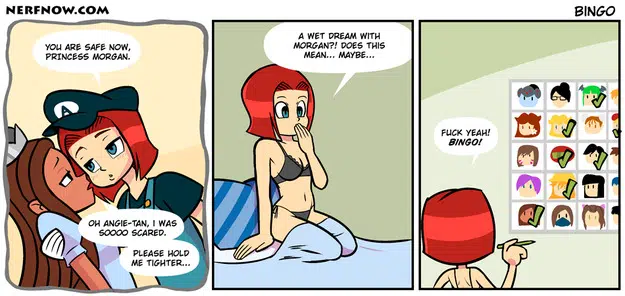 NERFNOW.COM
BINGO
YOU ARE SAFE NOW,
PRINCESS MORGAN.
A
OH ANGIE-TAN, I WAS
SOOOO SCARED.
PLEASE HOLD
ME TIGHTER...
A WET DREAM WITH
MORGAN?! DOES THIS
MEAN... MAYBE...
FUCK YEAH!
BINGO!